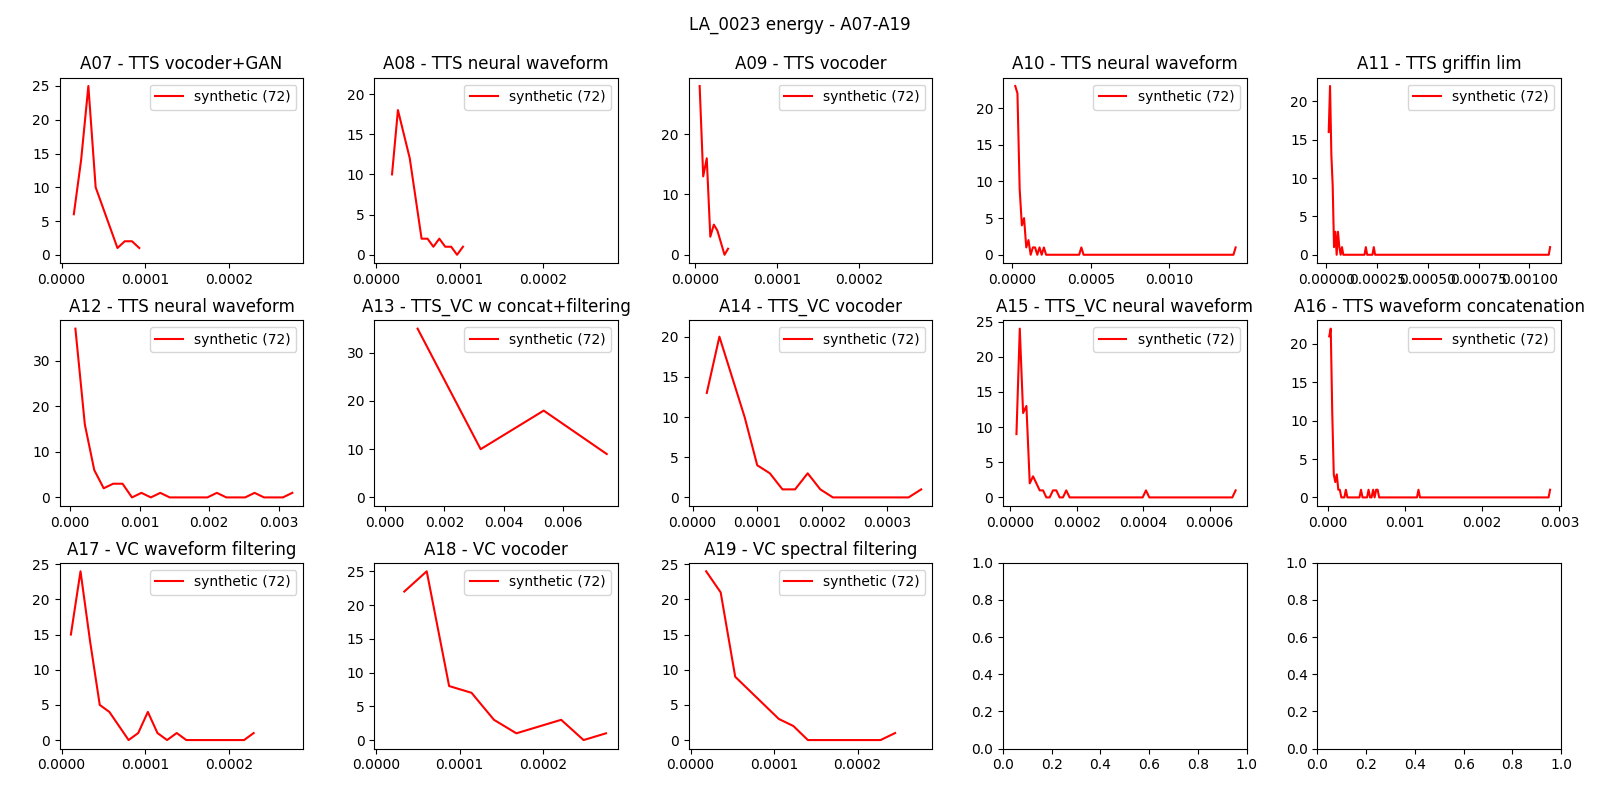 LA_0023 energy - A07-A19
A07 - TTS vocoder+GAN
A08 - TTS neural waveform
A09 - TTS vocoder
A10 - TTS neural waveform
A11 - TTS griffin lim
synthetic (72)
synthetic (72)
synthetic (72)
synthetic (72)
synthetic (72)
25
20
15
10
5
0
0.0000 0.0001 0.0002
20
15
10
5
0
0.0000 0.0001 0.0002
20
10
0
0.0000 0.0001 0.0002
20
15
10
5
0
0.0000 0.0005 0.0010
20
15
10
5
0
0.00000 0.00025 0.00050 0.00075 0.00100
A12 - TTS neural waveform
A13 - TTS_VC w concat+filtering
A14 - TTS_VC vocoder
A15 - TTS_VC neural waveform
A16 - TTS waveform concatenation
synthetic (72)
synthetic (72)
synthetic (72)
synthetic (72)
synthetic (72)
30
20
10
0
0.000 0.001 0.002 0.003
30
20
10
0
0.000 0.002 0.004 0.006
20
15
10
5
0
0.0000 0.0001 0.0002 0.0003
25
20
15
10
5
0
0.0000 0.0002 0.0004 0.0006
20
15
10
5
0
0.000 0.001 0.002 0.003
A17 - VC waveform filtering
A18 - VC vocoder
A19 - VC spectral filtering
synthetic (72)
synthetic (72)
synthetic (72)
25
20
15
10
5
0
0.0000 0.0001 0.0002
25
20
15
10
5
0
0.0000 0.0001 0.0002
25
20
15
10
5
0
0.0000 0.0001 0.0002
1.0
0.8
0.6
0.4
0.2
0.0
0.0 0.2 0.4 0.6 0.8 1.0
1.0
0.8
0.6
0.4
0.2
0.0
0.0 0.2 0.4 0.6 0.8 1.0